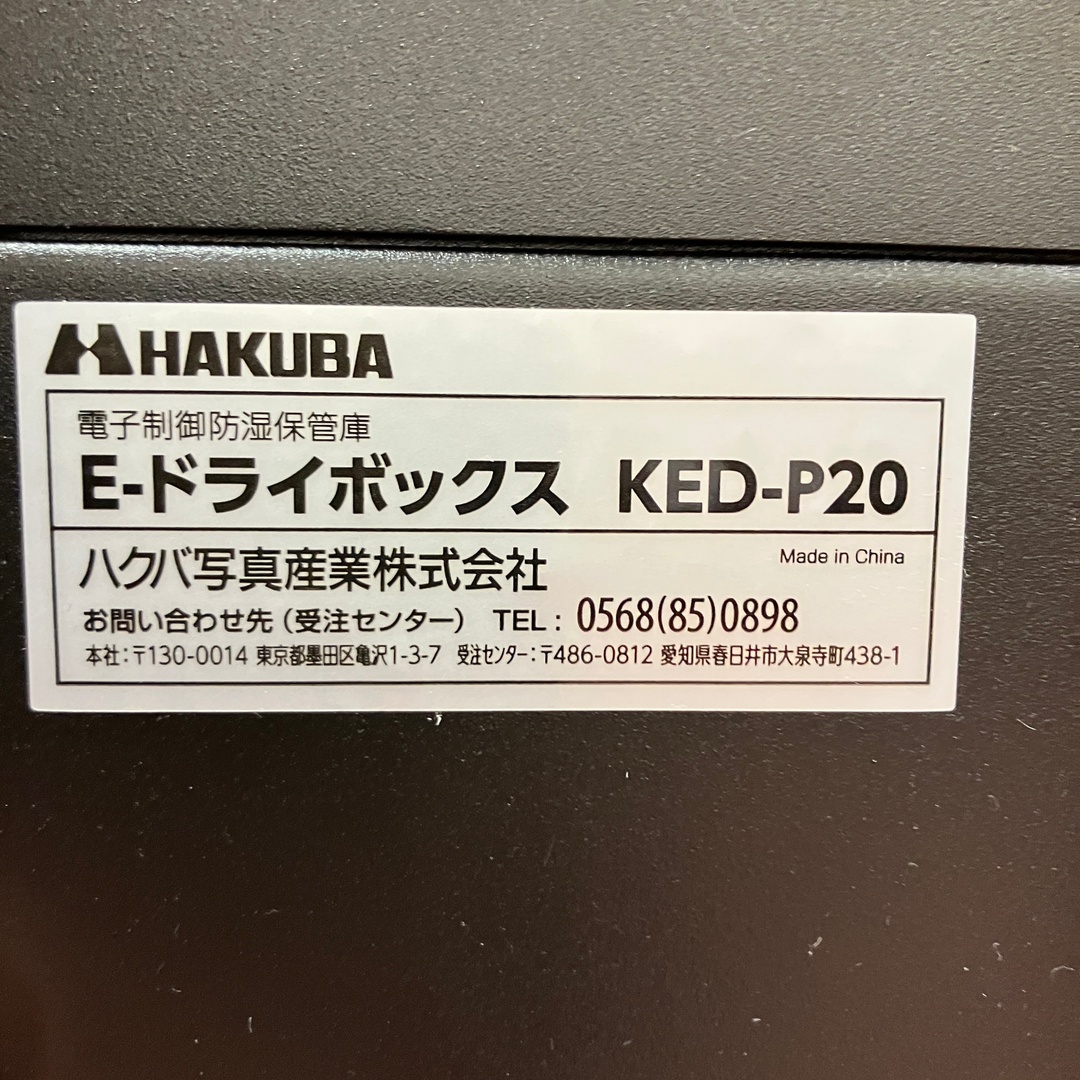 HAKUBA
電子制御防湿保管庫
E-ドライボックス KED-P20
ハクバ写真産業株式会社 Made in China
お問い合わせ先（受注センター） TEL：0568(85)0898
本社：〒130-0014 東京都墨田区亀沢1-3-7 受注センター：〒486-0812 愛知県春日井市大泉寺町438-1